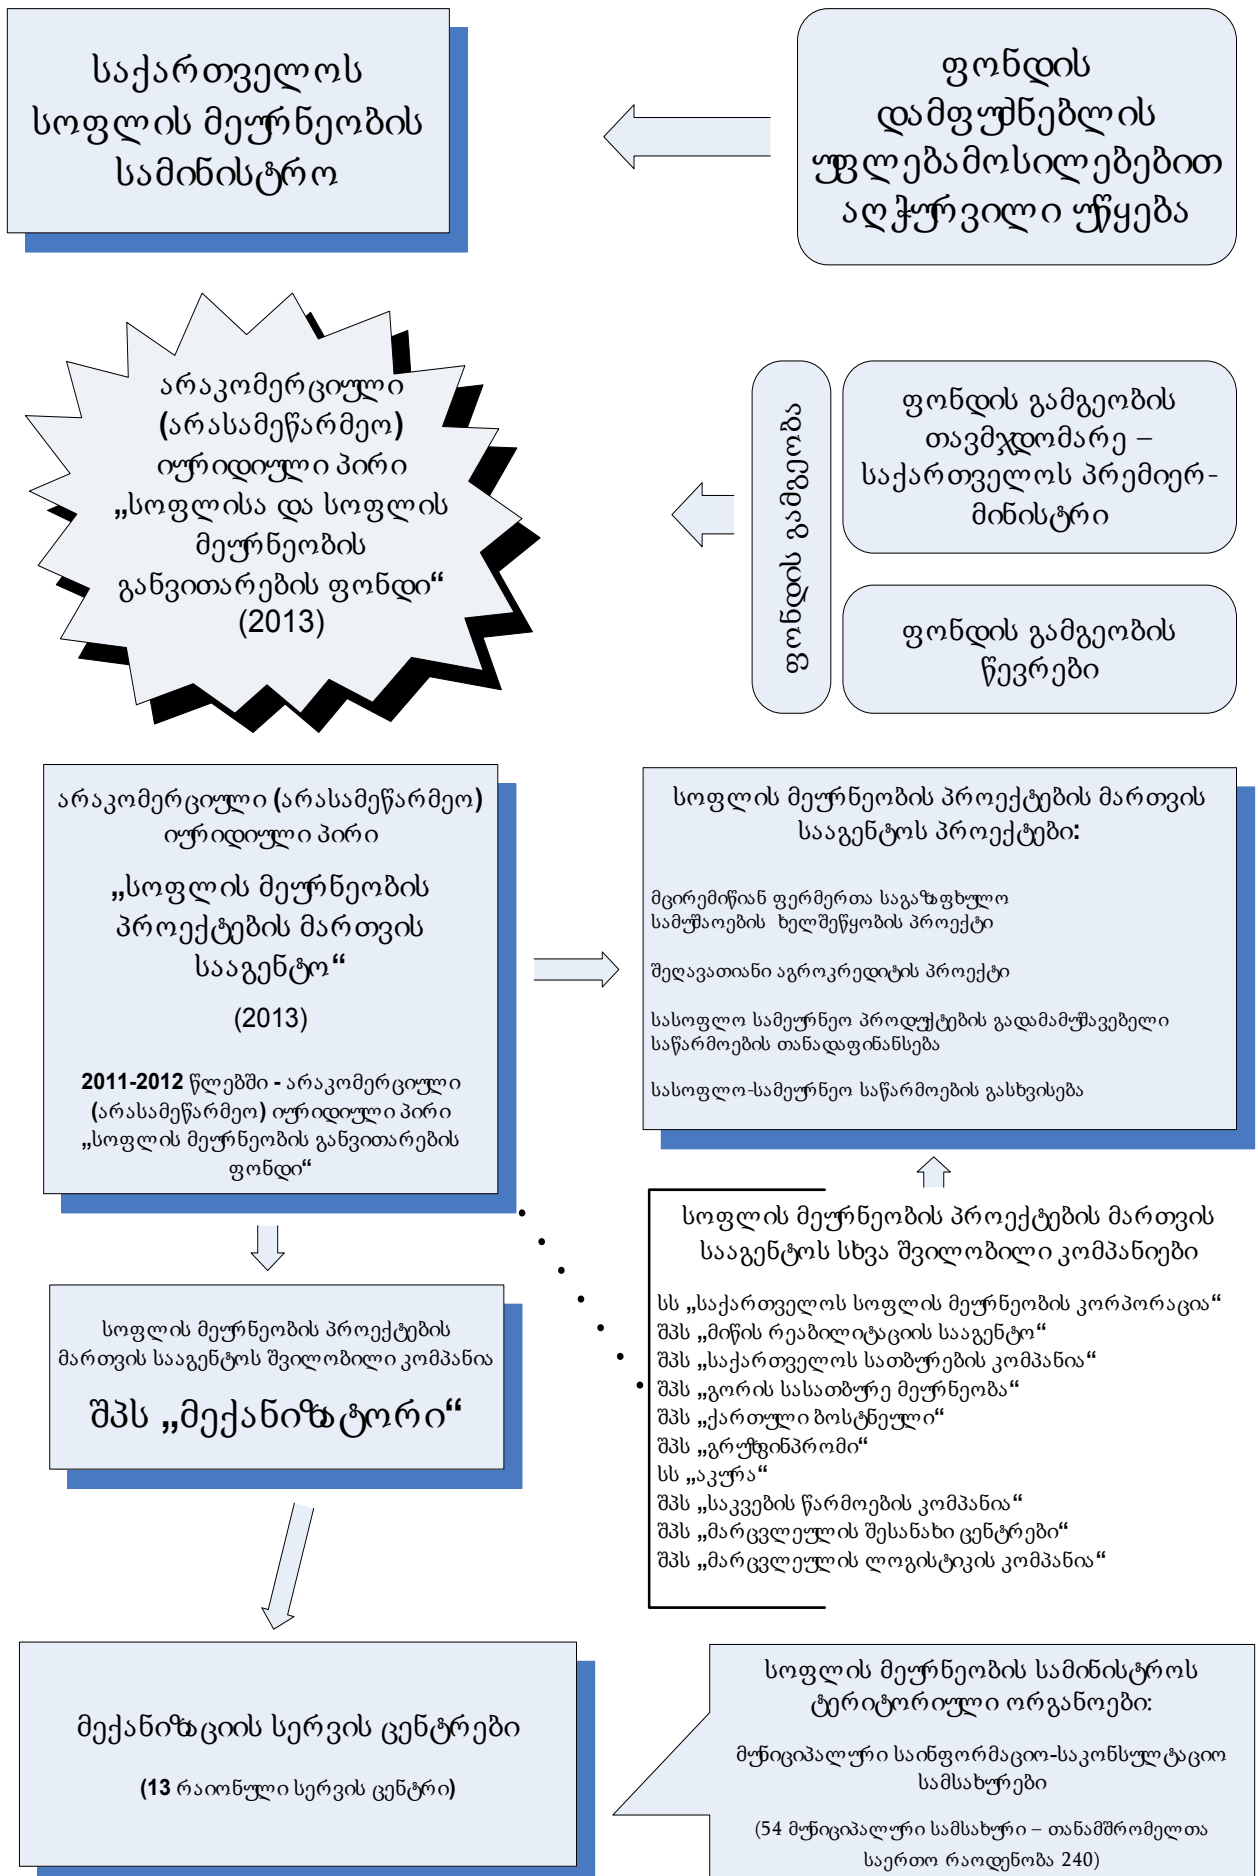 საქართველოს
სოფლის მეურნეობის
სამინისტრო
ფონდის
დამფუძნებლის
უფლებამოსილებებით
აღჭურვილი უწყება
არაკომერციული
(არასამეწარმეო)
იურიდიული პირი
„სოფლისა და სოფლის
მეურნეობის
განვითარების ფონდი“
(2013)
ფონდის გამგეობა
ფონდის გამგეობის
თავმჯდომარე –
საქართველოს პრემიერ-
მინისტრი
ფონდის გამგეობის
წევრები
არაკომერციული (არასამეწარმეო)
იურიდიული პირი
„სოფლის მეურნეობის
პროექტების მართვის
სააგენტო“
(2013)
2011-2012 წლებში - არაკომერციული
(არასამეწარმეო) იურიდიული პირი
„სოფლის მეურნეობის განვითარების
ფონდი“
სოფლის მეურნეობის პროექტების მართვის
სააგენტოს პროექტები:
მცირემიწიან ფერმერთა საგაზაფხულო
სამუშაოების ხელშეწყობის პროექტი
შეღავათიანი აგროკრედიტის პროექტი
სასოფლო სამეურნეო პროდუქტების გადამამუშავებელი
საწარმოების თანადაფინანსება
სასოფლო-სამეურნეო საწარმოების გასხვისება
სოფლის მეურნეობის პროექტების მართვის
სააგენტოს სხვა შვილობილი კომპანიები
სს „საქართველოს სოფლის მეურნეობის კორპორაცია“
შპს „მიწის რეაბილიტაციის სააგენტო“
შპს „საქართველოს სათბურების კომპანია“
შპს „გორის სასათბურე მეურნეობა“
შპს „ქართული ბოსტნეული“
შპს „გრუზვინპრომი“
სს „აკურა“
შპს „საკვების წარმოების კომპანია“
შპს „მარცვლეულის შესანახი ცენტრები“
შპს „მარცვლეულის ლოგისტიკის კომპანია“
სოფლის მეურნეობის პროექტების
მართვის სააგენტოს შვილობილი კომპანია
შპს „მექანიზატორი“
მექანიზაციის სერვის ცენტრები
(13 რაიონული სერვის ცენტრი)
სოფლის მეურნეობის სამინისტროს
ტერიტორიული ორგანოები:
მუნიციპალური საინფორმაციო-საკონსულტაციო
სამსახურები
(54 მუნიციპალური სამსახური – თანამშრომელთა
საერთო რაოდენობა 240)